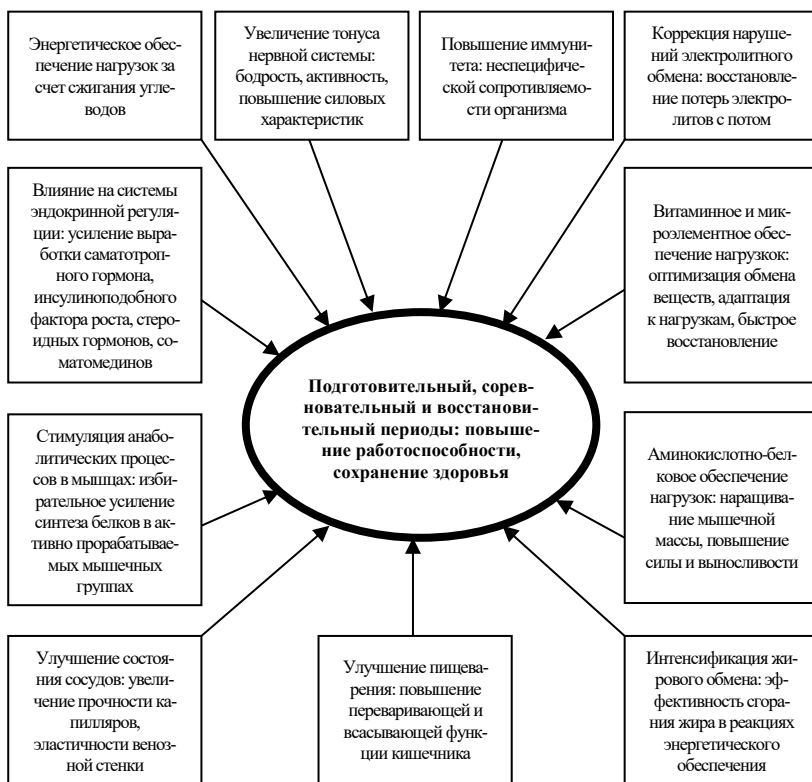 Энергетическое обес-
печение нагрузок за
счет сжигания угле-
водов
Увеличение тонуса
нервной системы:
бодрость, активность,
повышение силовых
характеристик
Повышение иммуни-
тета: неспецифиче-
ской сопротивляемо-
сти организма
Коррекция наруше-
ний электролитного
обмена: восстановле-
ние потерь электро-
литов с потом
Влияние на системы
эндокринной регуля-
ции: усиление выра-
ботки саматотроп-
ного гормона,
инсулиноподобного
фактора роста, стеро-
идных гормонов, со-
матомединов
Витаминное и мик-
роэлементное обес-
печение нагрузкок:
оптимизация обмена
веществ, адаптация
к нагрузкам, быстрое
восстановление
Подготовительный, сорев-
новательный и восстанови-
тельный периоды: повыше-
ние работоспособности,
сохранение здоровья
Стимуляция анабо-
литических процес-
сов в мышцах: изби-
рательное усиление
синтеза белков в ак-
тивно прорабатывае-
мых мышечных
группах
Аминокислотно-бел-
ковое обеспечение
нагрузок: наращи-
вание мышечной
массы, повышение
силы и выносливости
Улучшение состоя-
ния сосудов: увели-
чение прочности ка-
пилляров,
эластичности веноз-
ной стенки
Улучшение пищева-
рения: повышение
переваривающей и
всасывающей функ-
ции кишечника
Интенсификация жи-
рового обмена: эф-
фективность сгора-
ния жира в реакциях
энергетического
обеспечения